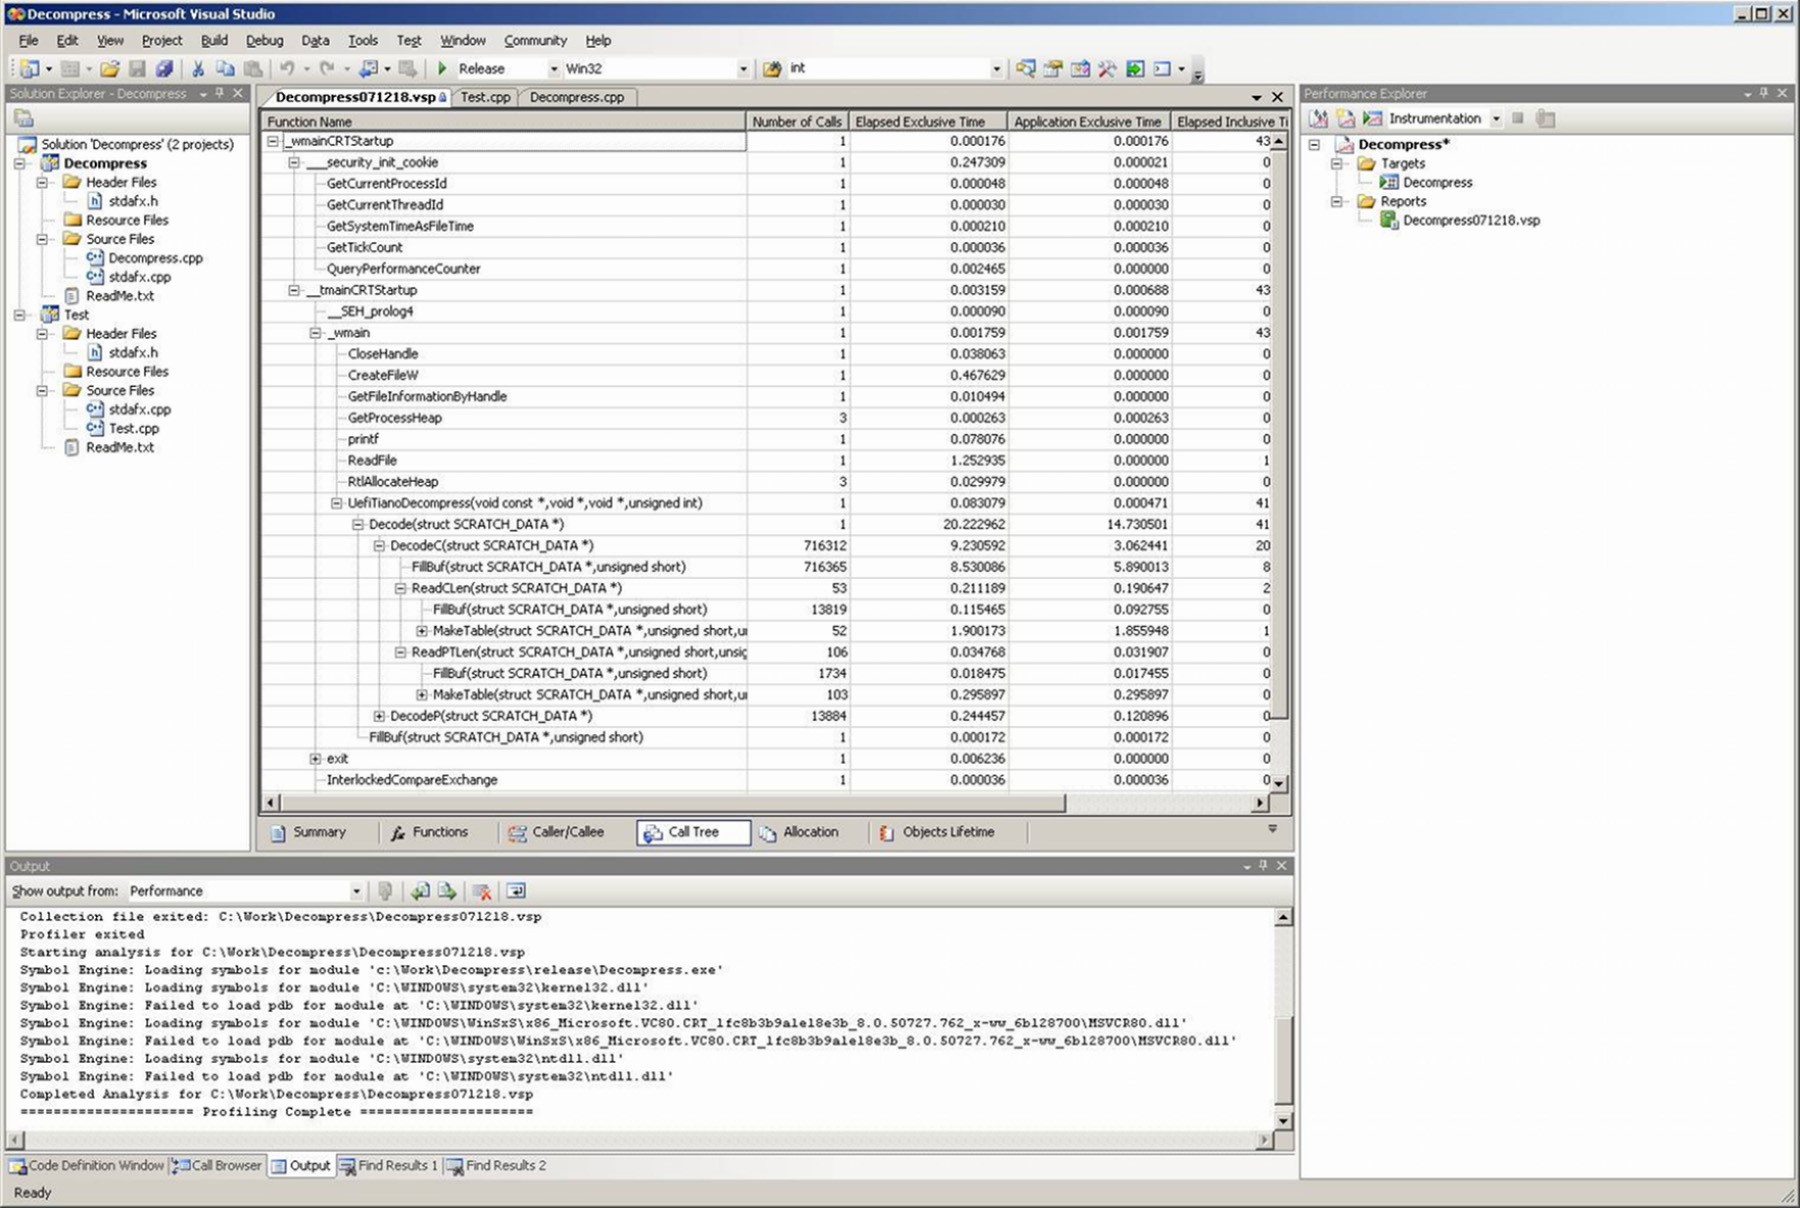 Decompress - Microsoft Visual Studio
File Edit View Project Build Debug Data Tools Test Window Community Help
Release Win32 int
Solution Explorer - Decompress
Solution 'Decompress' (2 projects)
Decompress
Header Files
stdafx.h
Resource Files
Source Files
Decompress.cpp
stdafx.cpp
ReadMe.txt
Test
Header Files
stdafx.h
Resource Files
Source Files
stdafx.cpp
Test.cpp
ReadMe.txt
Decompress071218.vsp Test.cpp Decompress.cpp
Function Name Number of Calls Elapsed Exclusive Time Application Exclusive Time Elapsed Inclusive Ti
_wmainCRTStartup 1 0.000176 0.000176 43
___security_init_cookie 1 0.247309 0.000021 0
GetCurrentProcessId 1 0.000048 0.000048 0
GetCurrentThreadId 1 0.000030 0.000030 0
GetSystemTimeAsFileTime 1 0.000210 0.000210 0
GetTickCount 1 0.000036 0.000036 0
QueryPerformanceCounter 1 0.002465 0.000000 0
__tmainCRTStartup 1 0.003159 0.000688 43
__SEH_prolog4 1 0.000090 0.000090 0
_wmain 1 0.001759 0.001759 43
CloseHandle 1 0.038063 0.000000 0
CreateFileW 1 0.467629 0.000000 0
GetFileInformationByHandle 1 0.010494 0.000000 0
GetProcessHeap 3 0.000263 0.000263 0
printf 1 0.078076 0.000000 0
ReadFile 1 1.252935 0.000000 1
RtlAllocateHeap 3 0.029979 0.000000 0
UefiTianoDecompress(void const *,void *,void *,unsigned int) 1 0.083079 0.000471 41
Decode(struct SCRATCH_DATA *) 1 20.222962 14.730501 41
DecodeC(struct SCRATCH_DATA *) 716312 9.230592 3.062441 20
FillBuf(struct SCRATCH_DATA *,unsigned short) 716365 8.530086 5.890013 8
ReadCLen(struct SCRATCH_DATA *) 53 0.211189 0.190647 2
FillBuf(struct SCRATCH_DATA *,unsigned short) 13819 0.115465 0.092755 0
MakeTable(struct SCRATCH_DATA *,unsigned short,u 52 1.900173 1.855948 1
ReadPTLen(struct SCRATCH_DATA *,unsigned short,unsig 106 0.034768 0.031907 0
FillBuf(struct SCRATCH_DATA *,unsigned short) 1734 0.018475 0.017455 0
MakeTable(struct SCRATCH_DATA *,unsigned short,u 103 0.295897 0.295897 0
DecodeP(struct SCRATCH_DATA *) 13884 0.244457 0.120896 0
FillBuf(struct SCRATCH_DATA *,unsigned short) 1 0.000172 0.000172 0
exit 1 0.006236 0.000000 0
InterlockedCompareExchange 1 0.000036 0.000036 0
Summary Functions Caller/Callee Call Tree Allocation Objects Lifetime
Performance Explorer
Instrumentation
Decompress*
Targets
Decompress
Reports
Decompress071218.vsp
Output
Show output from: Performance
Collection file exited: C:\Work\Decompress\Decompress071218.vsp
Profiler exited
Starting analysis for C:\Work\Decompress\Decompress071218.vsp
Symbol Engine: Loading symbols for module 'c:\Work\Decompress\release\Decompress.exe'
Symbol Engine: Loading symbols for module 'C:\WINDOWS\system32\kernel32.dll'
Symbol Engine: Failed to load pdb for module at 'C:\WINDOWS\system32\kernel32.dll'
Symbol Engine: Loading symbols for module 'C:\WINDOWS\WinSxS\x86_Microsoft.VC80.CRT_1fc8b3b9a1e18e3b_8.0.50727.762_x-ww_6b128700\MSVCR80.dll'
Symbol Engine: Failed to load pdb for module at 'C:\WINDOWS\WinSxS\x86_Microsoft.VC80.CRT_1fc8b3b9a1e18e3b_8.0.50727.762_x-ww_6b128700\MSVCR80.dll'
Symbol Engine: Loading symbols for module 'C:\WINDOWS\system32\ntdll.dll'
Symbol Engine: Failed to load pdb for module at 'C:\WINDOWS\system32\ntdll.dll'
Completed Analysis for C:\Work\Decompress\Decompress071218.vsp
===================== Profiling Complete =====================
Code Definition Window Call Browser Output Find Results 1 Find Results 2
Ready